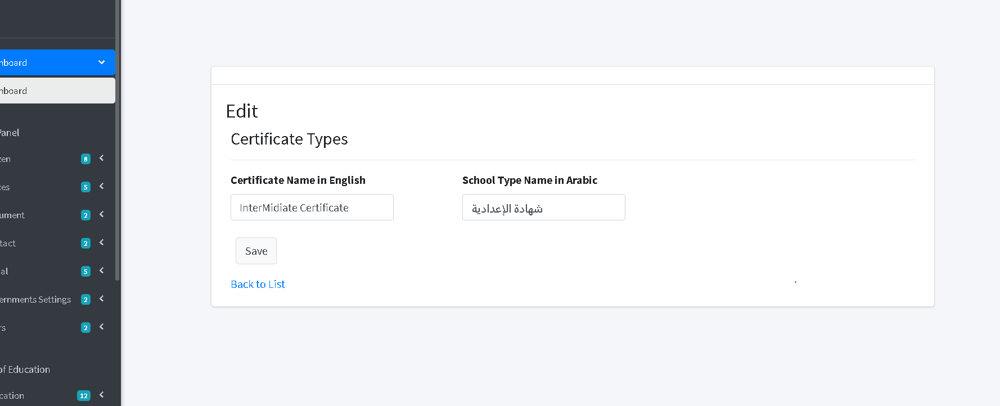 nboard
nboard
Panel
zen 8
es 5
ument 2
tact 2
al 5
ernments Settings 2
rs 2
of Education
cation 12
Edit
Certificate Types
Certificate Name in English
InterMidiate Certificate
School Type Name in Arabic
شهادة الإعدادية
Save
Back to List